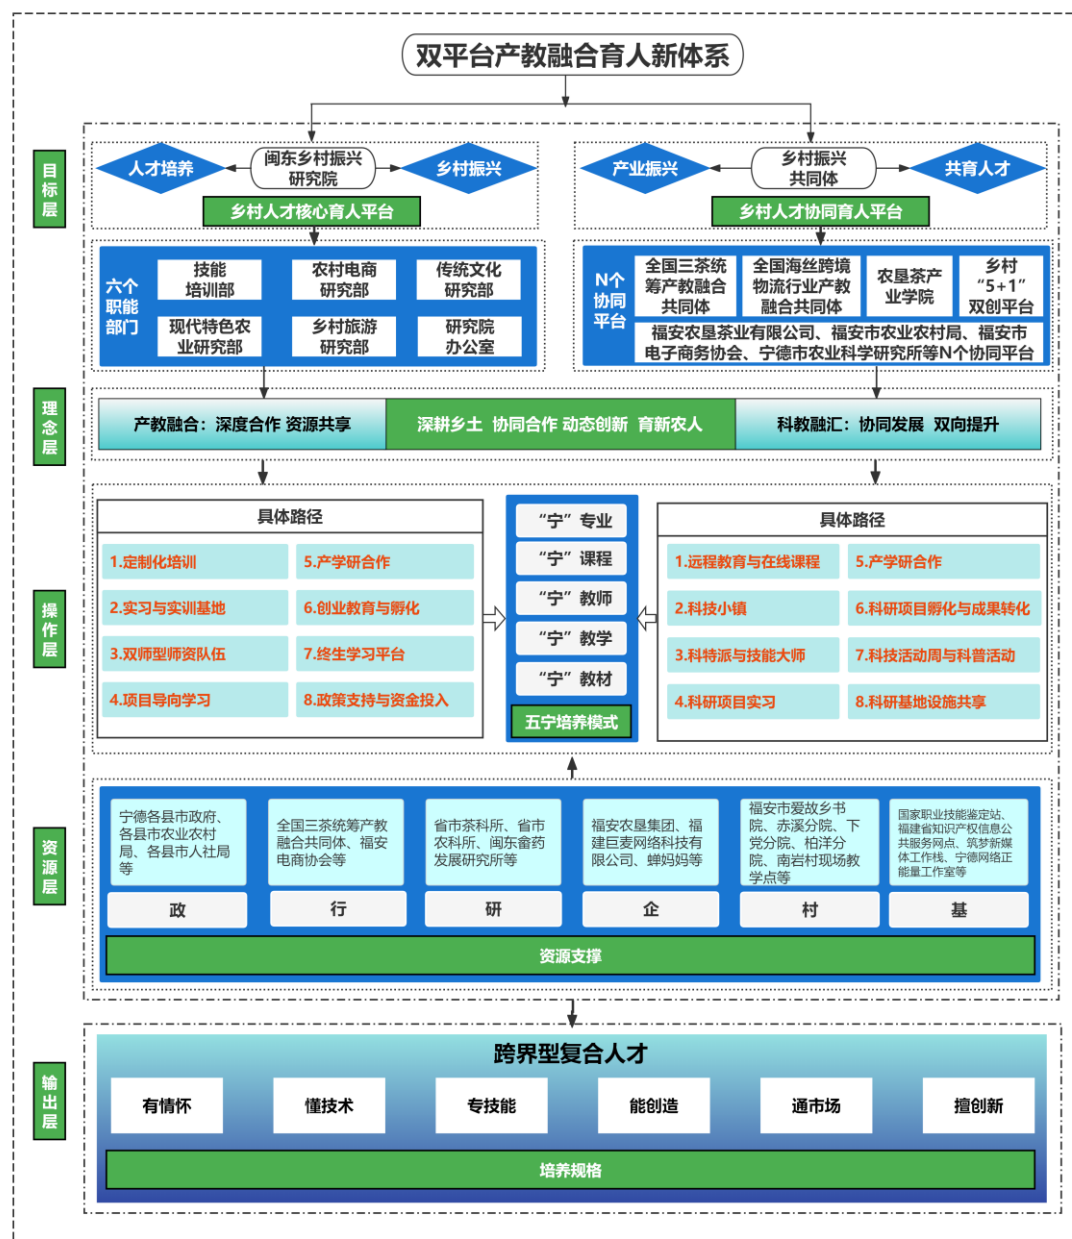 双平台产教融合育人新体系
目标层
人才培养
闽东乡村振兴
研究院
乡村振兴
乡村人才核心育人平台
产业振兴
乡村振兴
共同体
共育人才
乡村人才协同育人平台
六个
职能
部门
技能
培训部
农村电商
研究部
传统文化
研究部
现代特色农
业研究部
乡村旅游
研究部
研究院
办公室
N个
协同
平台
全国三茶统
筹产教融合
共同体
全国海丝跨境
物流行业产教
融合共同体
农垦茶产
业学院
乡村
“5+1”
双创平台
福安农垦茶业有限公司、福安市农业农村局、福安市
电子商务协会、宁德市农业科学研究所等N个协同平台
理念层
产教融合：深度合作 资源共享
深耕乡土 协同合作 动态创新 育新农人
科教融汇：协同发展 双向提升
操作层
具体路径
1.定制化培训
5.产学研合作
2.实习与实训基地
6.创业教育与孵化
3.双师型师资队伍
7.终生学习平台
4.项目导向学习
8.政策支持与资金投入
“宁”专业
“宁”课程
“宁”教师
“宁”教学
“宁”教材
五宁培养模式
具体路径
1.远程教育与在线课程
5.产学研合作
2.科技小镇
6.科研项目孵化与成果转化
3.科特派与技能大师
7.科技活动周与科普活动
4.科研项目实习
8.科研基地设施共享
资源层
宁德各县市政府、
各县市农业农村
局、各县市人社局
等
政
全国三茶统筹产教
融合共同体、福安
电商协会等
行
省市茶科所、省市
农科所、闽东畲药
发展研究所等
研
福安农垦集团、福
建巨麦网络科技有
限公司、蝉妈妈等
企
福安市爱故乡书
院、赤溪分院、下
党分院、柏洋分
院、南岩村现场教
学点等
村
国家职业技能鉴定站、
福建省知识产权信息公
共服务网点、筑梦新媒
体工作栈、宁德网络正
能量工作室等
基
资源支撑
输出层
跨界型复合人才
有情怀
懂技术
专技能
能创造
通市场
擅创新
培养规格